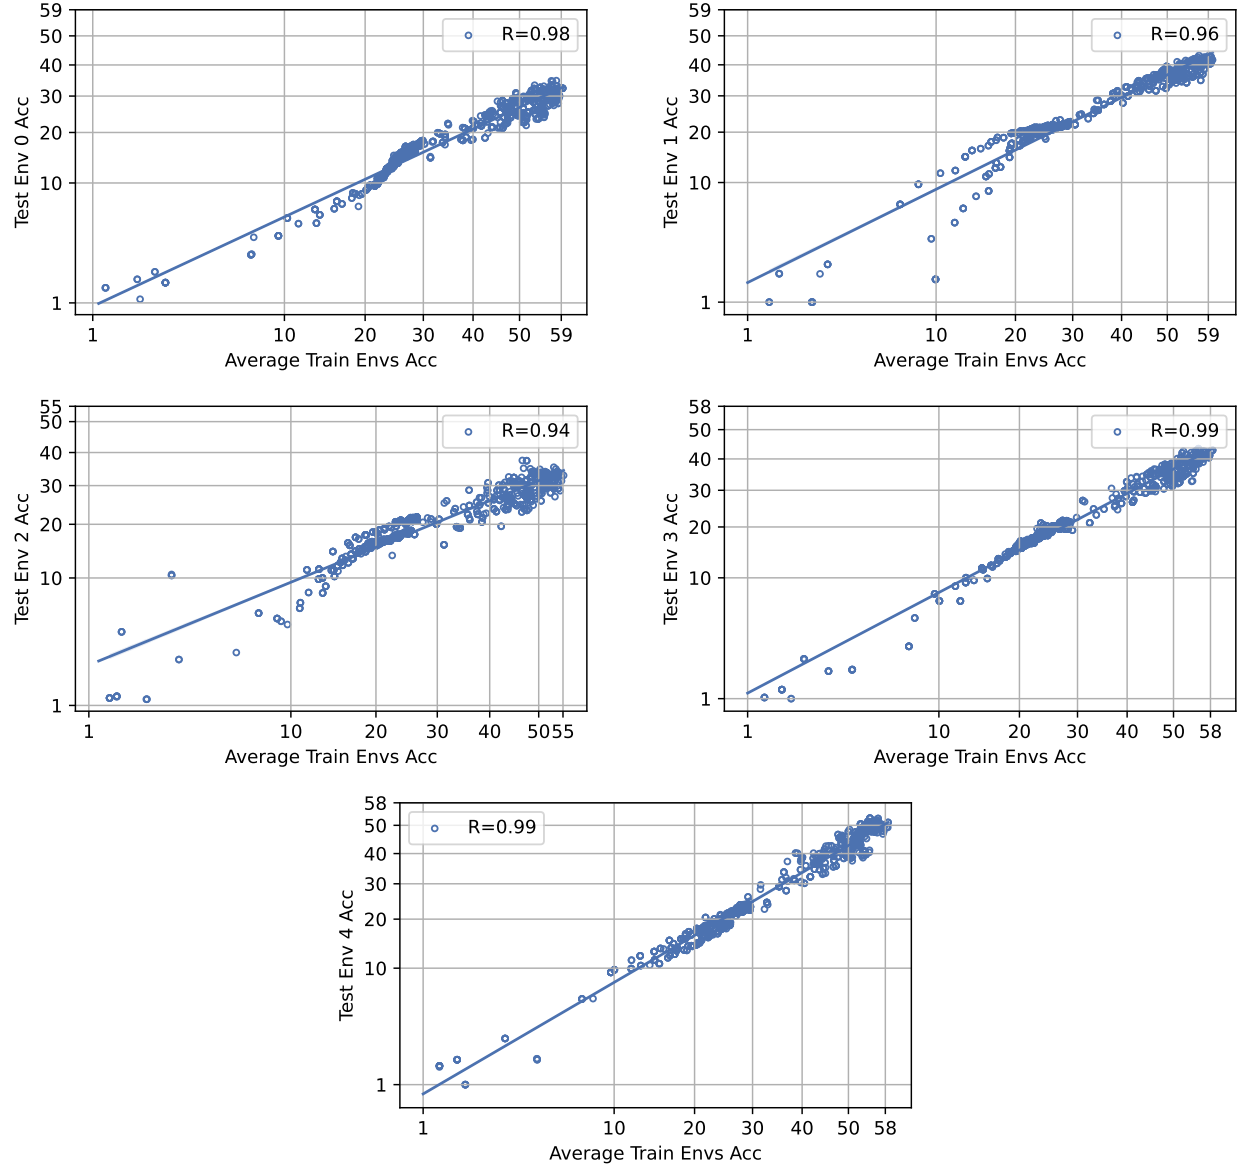 59
50
40
30
20
10
1
R=0.98
Test Env 0 Acc
1 10 20 30 40 50 59
Average Train Envs Acc
59
50
40
30
20
10
1
R=0.96
Test Env 1 Acc
1 10 20 30 40 50 59
Average Train Envs Acc
55
50
40
30
20
10
1
R=0.94
Test Env 2 Acc
1 10 20 30 40 50 55
Average Train Envs Acc
58
50
40
30
20
10
1
R=0.99
Test Env 3 Acc
1 10 20 30 40 50 58
Average Train Envs Acc
58
50
40
30
20
10
1
R=0.99
Test Env 4 Acc
1 10 20 30 40 50 58
Average Train Envs Acc